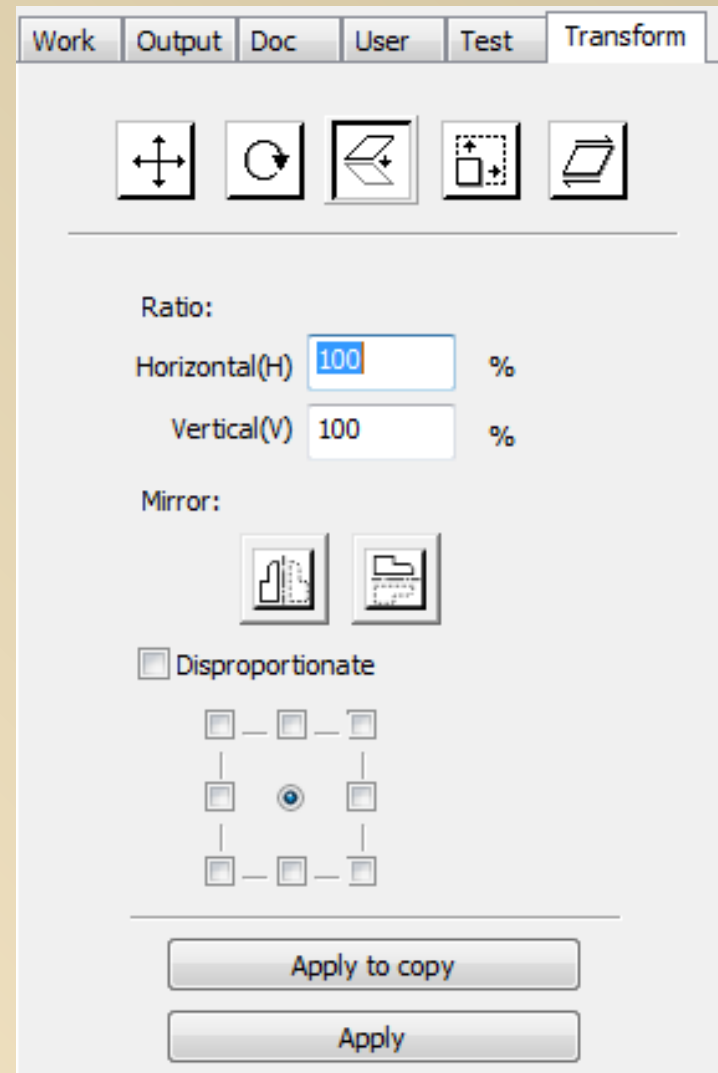 Work Output Doc User Test Transform
Ratio:
Horizontal(H) 100 %
Vertical(V) 100 %
Mirror:
Disproportionate
Apply to copy
Apply